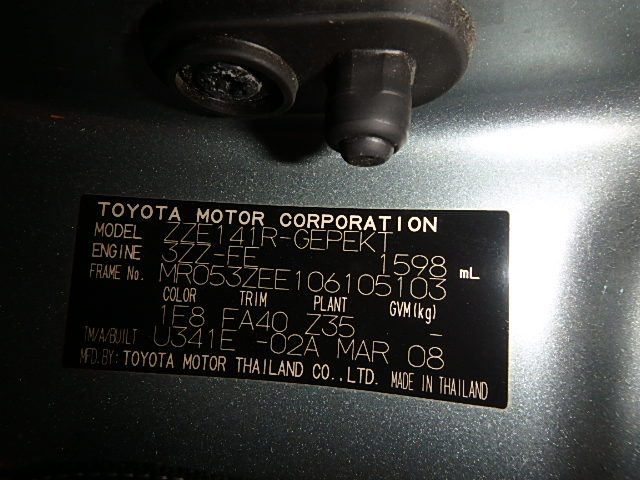 TOYOTA MOTOR CORPORATION
MODEL ZZE141R-GEPEKT
ENGINE 3ZZ-FE 1598 mL
FRAME No. MR053ZEE106105103
COLOR TRIM PLANT GVM(kg)
1E8 FA40 Z35 -
TM/A/BUILT U341E -02A MAR 08
MFD.BY: TOYOTA MOTOR THAILAND CO.,LTD. MADE IN THAILAND